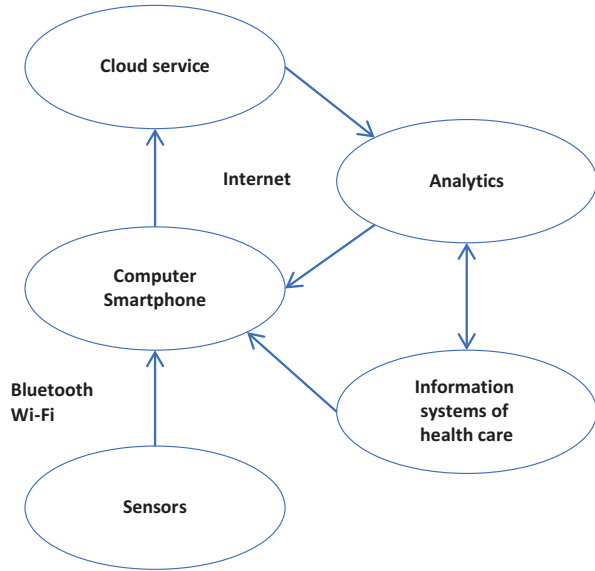 Cloud service
Internet
Analytics
Computer
Smartphone
Bluetooth
Wi-Fi
Information
systems of
health care
Sensors